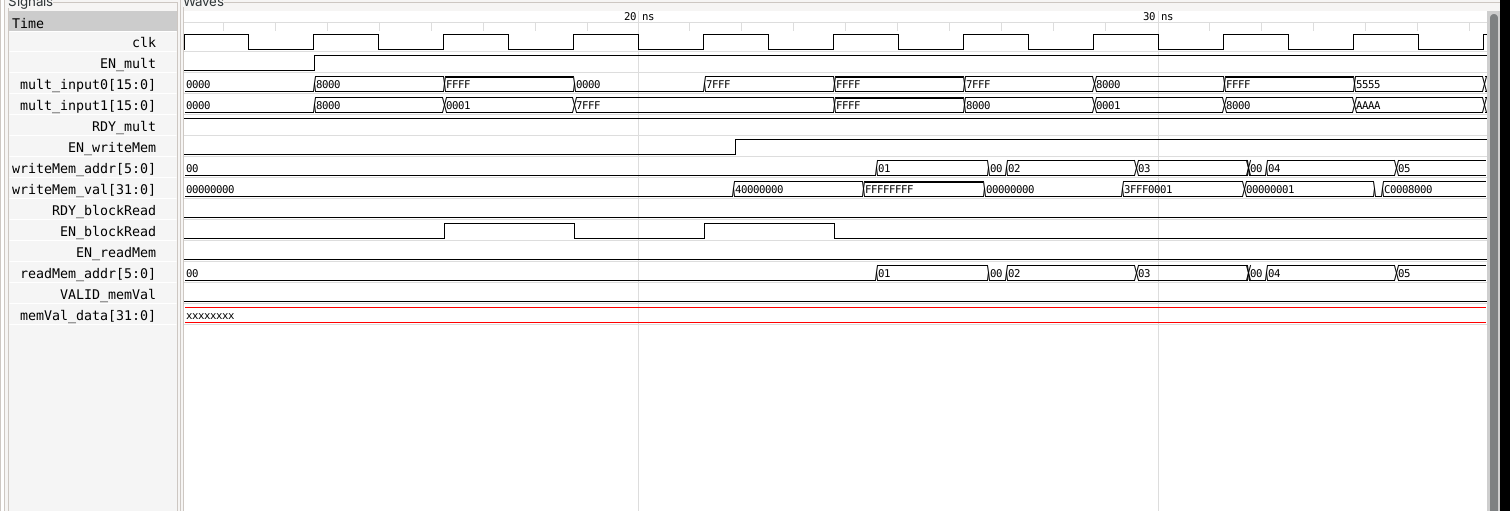 Signals
Waves
Time
20 ns
30 ns
clk
EN_mult
mult_input0[15:0]
0000 8000 FFFF 0000 7FFF FFFF 7FFF 8000 FFFF 5555
mult_input1[15:0]
0000 8000 0001 7FFF FFFF 8000 0001 8000 AAAA
RDY_mult
EN_writeMem
writeMem_addr[5:0]
00 01 00 02 03 00 04 05
writeMem_val[31:0]
00000000 40000000 FFFFFFFF 00000000 3FFF0001 00000001 C0008000
RDY_blockRead
EN_blockRead
EN_readMem
readMem_addr[5:0]
00 01 00 02 03 00 04 05
VALID_memVal
memVal_data[31:0]
xxxxxxxx